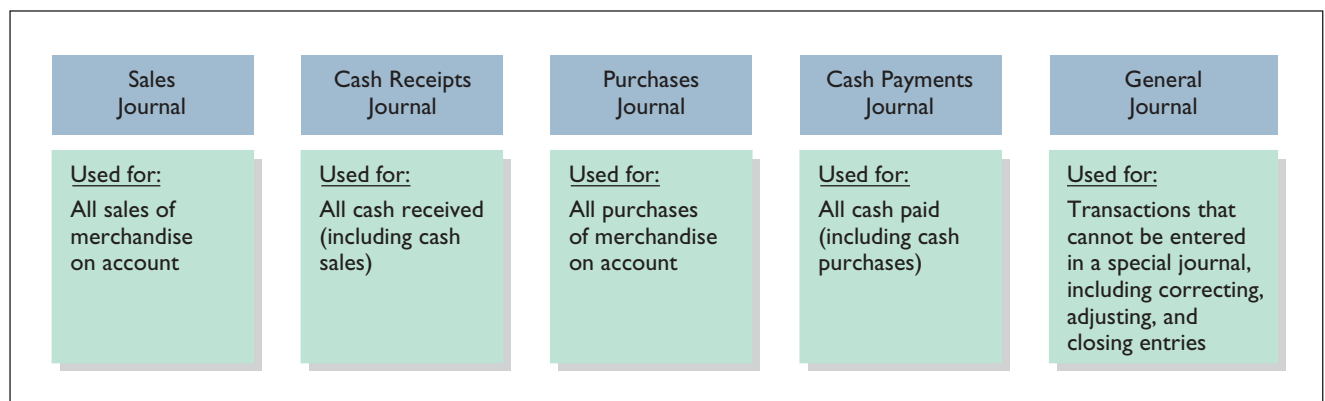 Sales
Journal
Used for:
All sales of
merchandise
on account
Cash Receipts
Journal
Used for:
All cash received
(including cash
sales)
Purchases
Journal
Used for:
All purchases
of merchandise
on account
Cash Payments
Journal
Used for:
All cash paid
(including cash
purchases)
General
Journal
Used for:
Transactions that
cannot be entered
in a special journal,
including correcting,
adjusting, and
closing entries